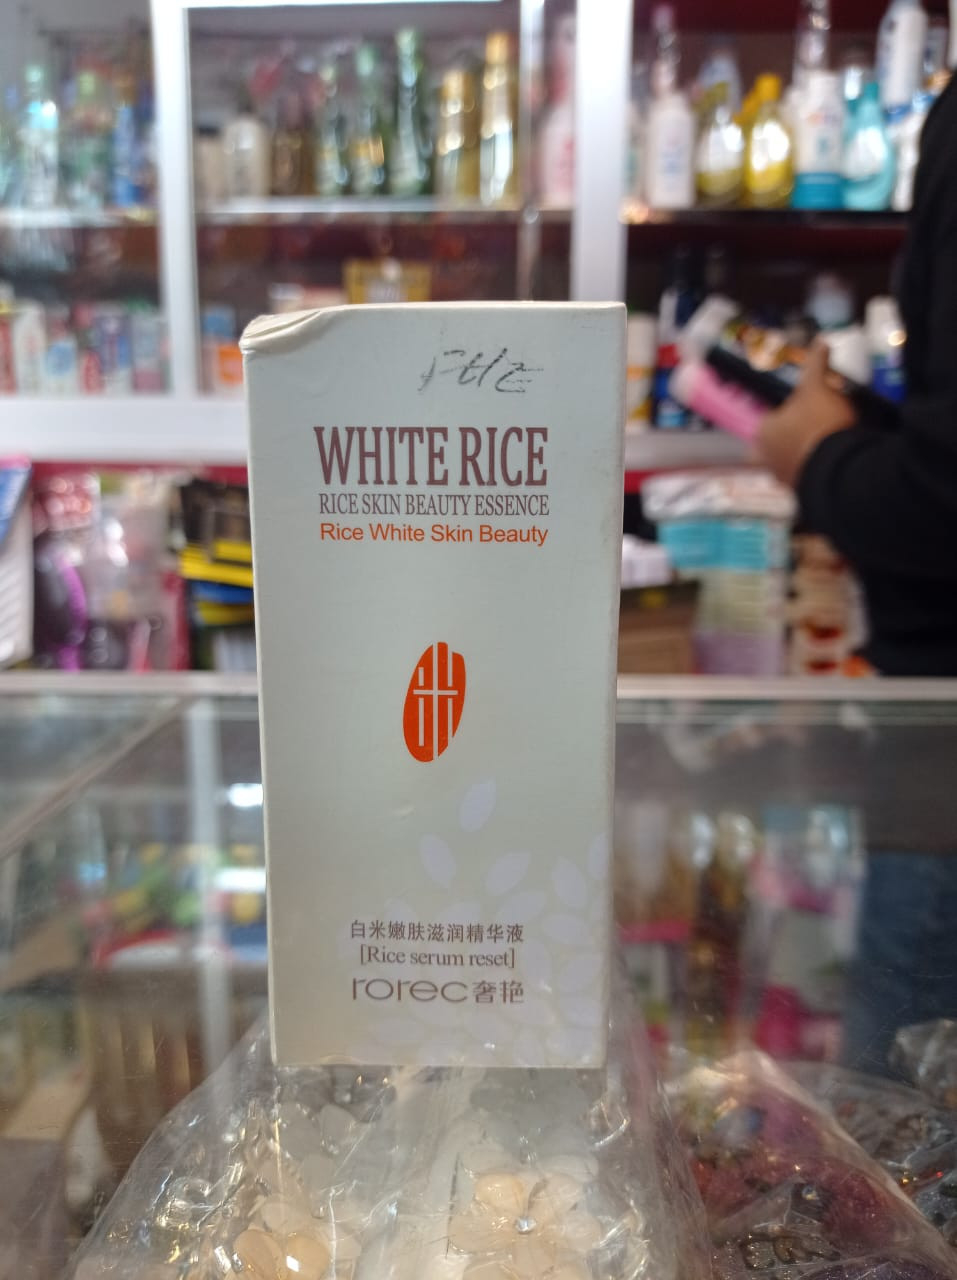 WHITE RICE
RICE SKIN BEAUTY ESSENCE
Rice White Skin Beauty
白米嫩肤滋润精华液
[Rice serum reset]
rorec奢艳